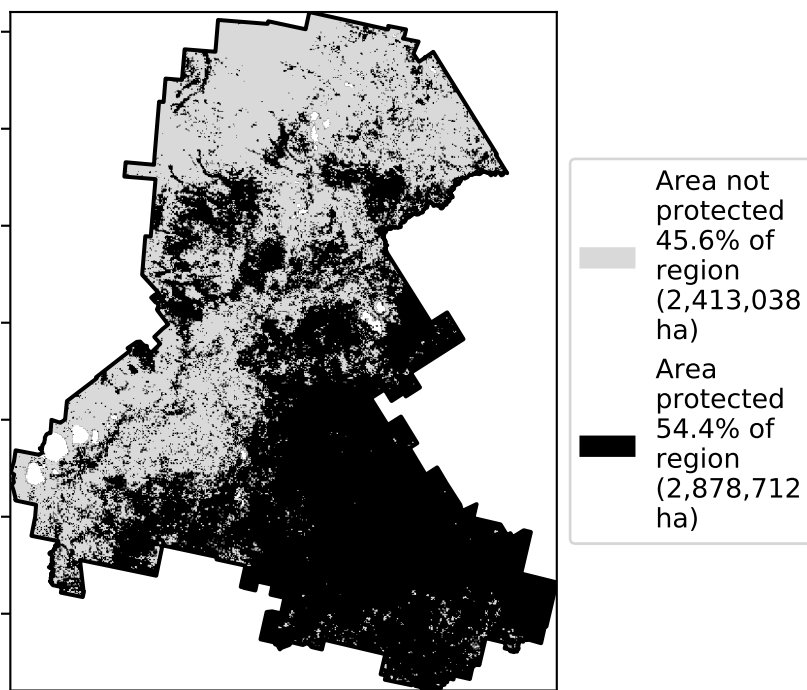 Area not
protected
45.6% of
region
(2,413,038
ha)
Area
protected
54.4% of
region
(2,878,712
ha)